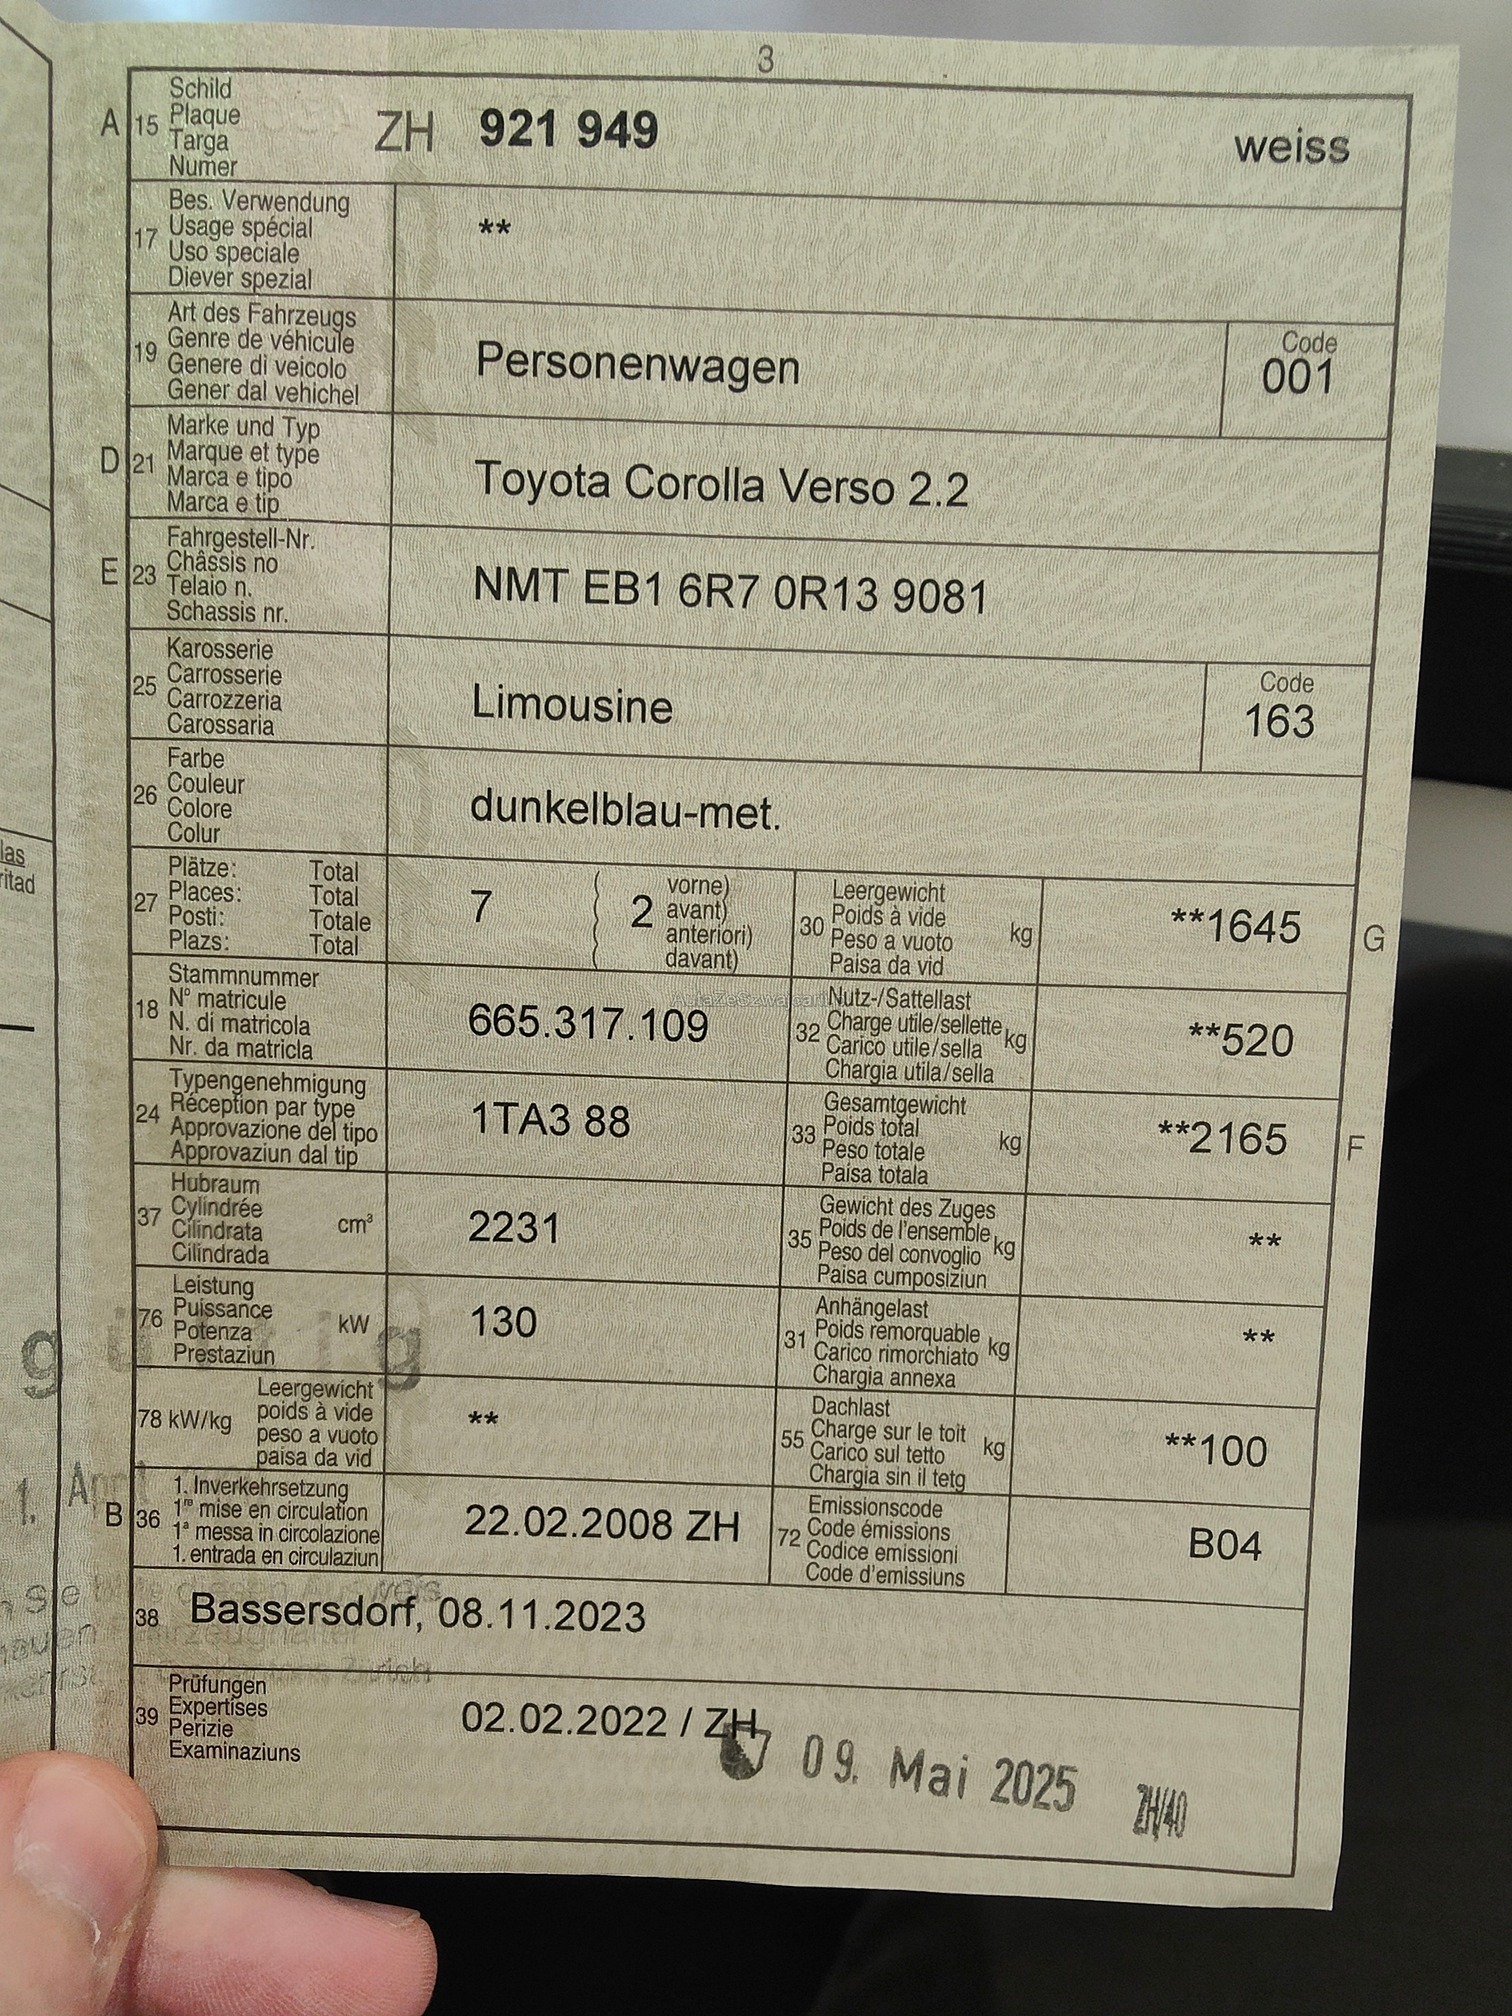 3
A 15 Schild
Plaque
Targa
Numer
ZH 921 949 weiss
17 Bes. Verwendung
Usage spécial
Uso speciale
Diever spezial
**
19 Art des Fahrzeugs
Genre de véhicule
Genere di veicolo
Gener dal vehichel
Personenwagen
Code
001
D 21 Marke und Typ
Marque et type
Marca e tipo
Marca e tip
Toyota Corolla Verso 2.2
E 23 Fahrgestell-Nr.
Châssis no
Telaio n.
Schassis nr.
NMT EB1 6R7 0R13 9081
25 Karosserie
Carrosserie
Carrozzeria
Carossaria
Limousine
Code
163
26 Farbe
Couleur
Colore
Colur
dunkelblau-met.
27 Plätze: Total
Places: Total
Posti: Totale
Plazs: Total
7 ( 2 vorne)
avant)
anteriori)
davant)
30 Leergewicht
Poids à vide
Peso a vuoto
Paisa da vid
kg
**1645
G
las
ritad
18 Stammnummer
N° matricule
N. di matricola
Nr. da matricla
665.317.109
32 Nutz-/Sattellast
Charge utile/sellette
Carico utile/sella
Chargia utila/sella
kg
**520
24 Typengenehmigung
Réception par type
Approvazione del tipo
Approvaziun dal tip
1TA3 88
33 Gesamtgewicht
Poids total
Peso totale
Paisa totala
kg
**2165
F
37 Hubraum
Cylindrée
Cilindrata
Cilindrada
cm³
2231
35 Gewicht des Zuges
Poids de l'ensemble
Peso del convoglio
Paisa cumposiziun
kg
**
76 Leistung
Puissance
Potenza
Prestaziun
kW
130
31 Anhängelast
Poids remorquable
Carico rimorchiato
Chargia annexa
kg
**
78 kW/kg Leergewicht
poids à vide
peso a vuoto
paisa da vid
**
55 Dachlast
Charge sur le toit
Carico sul tetto
Chargia sin il tetg
kg
**100
1. April
B 36 1. Inverkehrsetzung
1re mise en circulation
1a messa in circolazione
1. entrada en circulaziun
22.02.2008 ZH
72 Emissionscode
Code émissions
Codice emissioni
Code d'emissiuns
B04
38 Bassersdorf, 08.11.2023
39 Prüfungen
Expertises
Perizie
Examinaziuns
02.02.2022 / ZH
09. Mai 2025 ZH/40